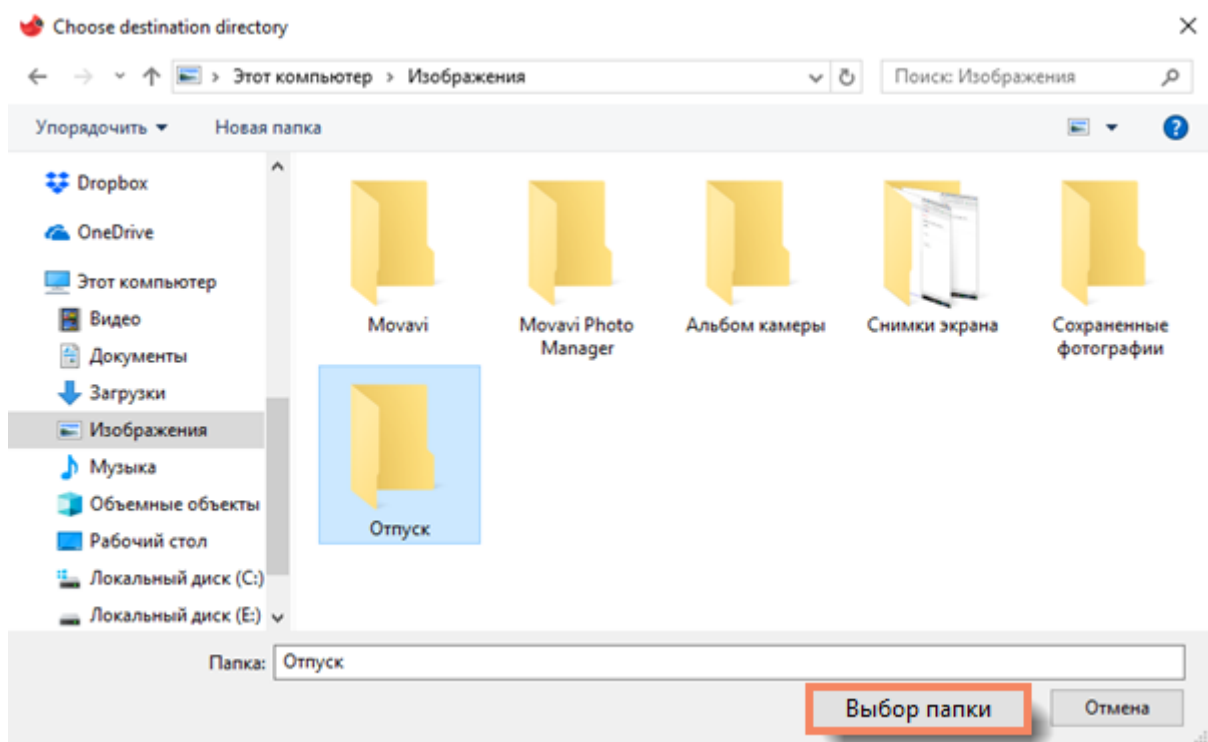 Choose destination directory
Этот компьютер > Изображения
Поиск: Изображения
Упорядочить
Новая папка
Dropbox
OneDrive
Этот компьютер
Видео
Документы
Загрузки
Изображения
Музыка
Объемные объекты
Рабочий стол
Локальный диск (C:)
Локальный диск (E:)
Movavi
Movavi Photo
Manager
Альбом камеры
Снимки экрана
Сохраненные
фотографии
Отпуск
Папка: Отпуск
Выбор папки
Отмена